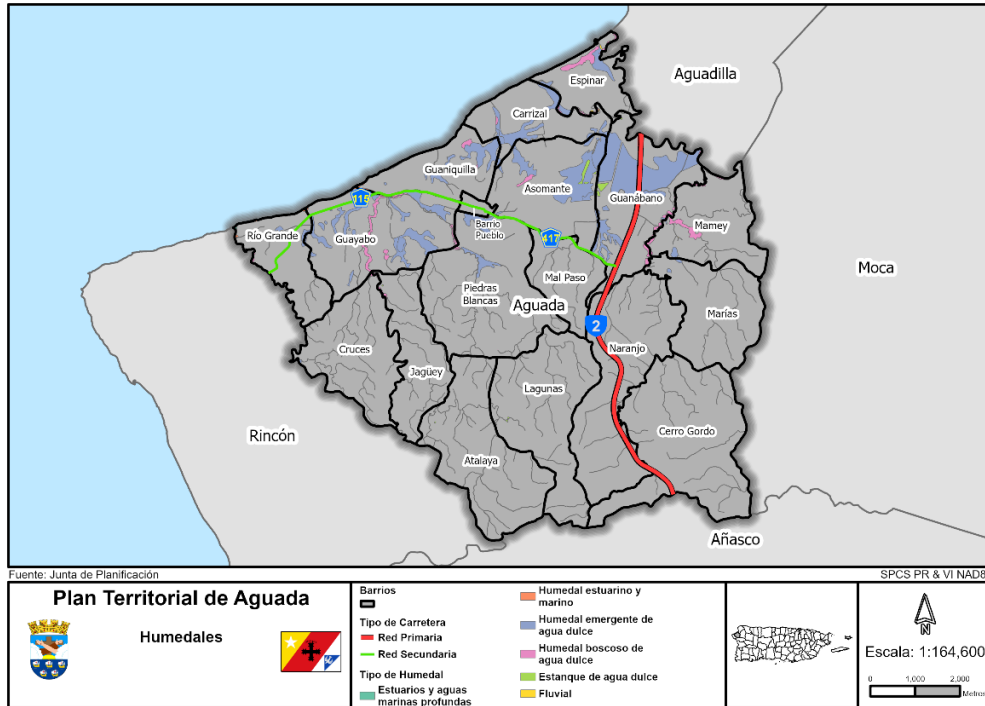 Aguadilla
Espinar
Carrizal
Guaniquilla
Asomante
Guanábano
115
Mamey
Río Grande
Guayabo
Barrio
Pueblo
417
Moca
Mal Paso
Piedras
Blancas
Aguada
Marías
2
Cruces
Naranjo
Jagüey
Lagunas
Rincón
Cerro Gordo
Atalaya
Añasco
Fuente: Junta de Planificación
SPCS PR & VI NAD8
Plan Territorial de Aguada
Humedales
Barrios
Tipo de Carretera
Red Primaria
Red Secundaria
Tipo de Humedal
Estuarios y aguas
marinas profundas
Humedal estuarino y
marino
Humedal emergente de
agua dulce
Humedal boscoso de
agua dulce
Estanque de agua dulce
Fluvial
N
Escala: 1:164,600
0 1,000 2,000
Metros